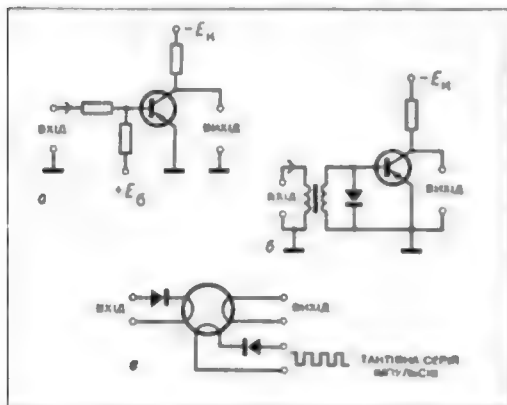 -Eк
ВХІД
ВИХІД
+Eб
а
-Eк
ВХІД
ВИХІД
б
ВХІД
ВИХІД
в
ТАКТОВА СЕРІЯ
ІМПУЛЬСІВ